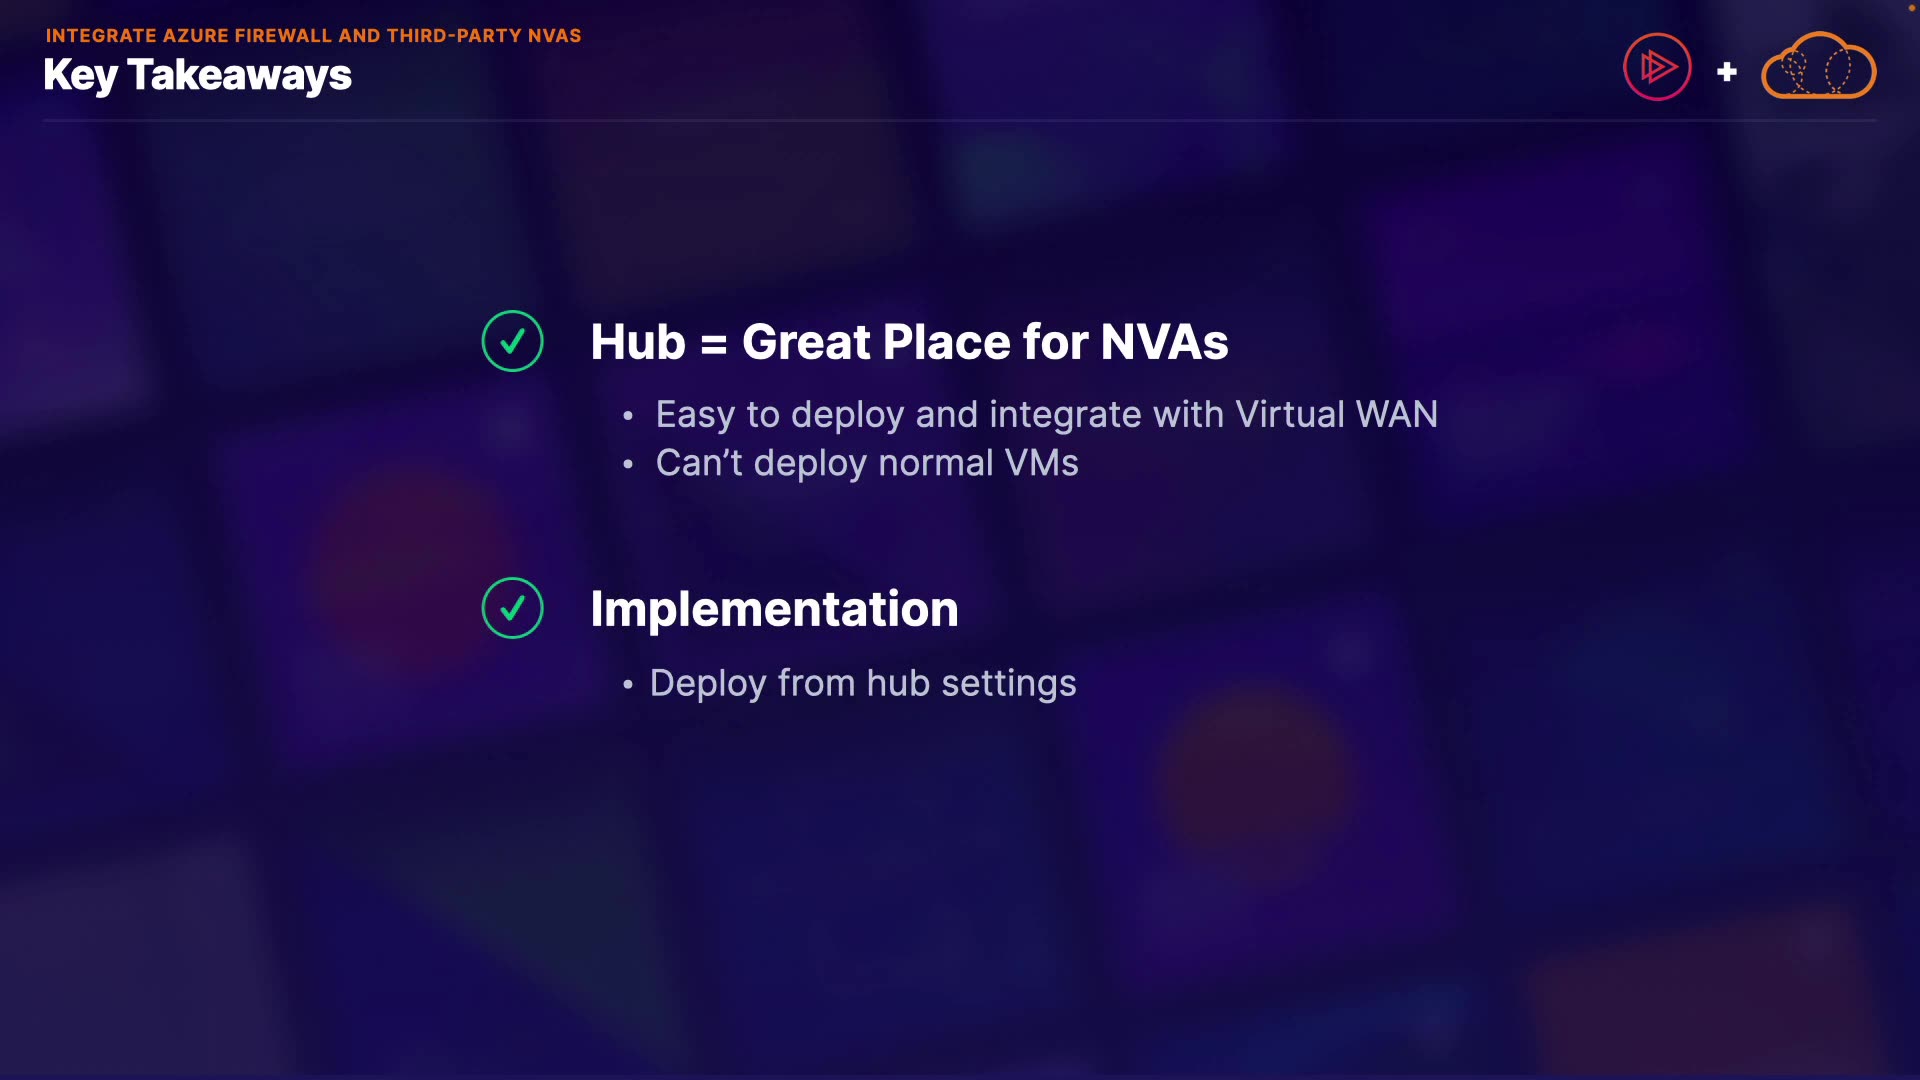 INTEGRATE AZURE FIREWALL AND THIRD-PARTY NVAS
Key Takeaways
+
Hub = Great Place for NVAs
• Easy to deploy and integrate with Virtual WAN
• Can’t deploy normal VMs
Implementation
• Deploy from hub settings